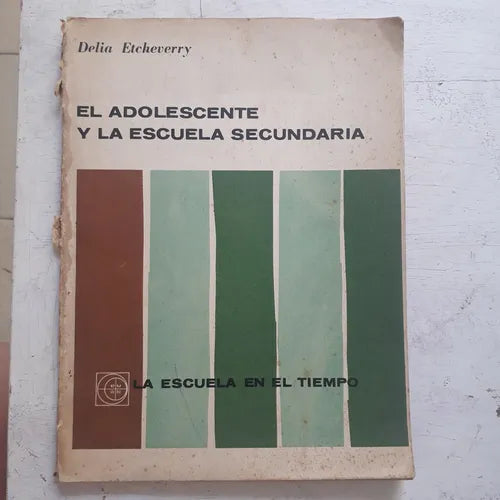 Delia Etcheverry
EL ADOLESCENTE
Y LA ESCUELA SECUNDARIA
LA ESCUELA EN EL TIEMPO